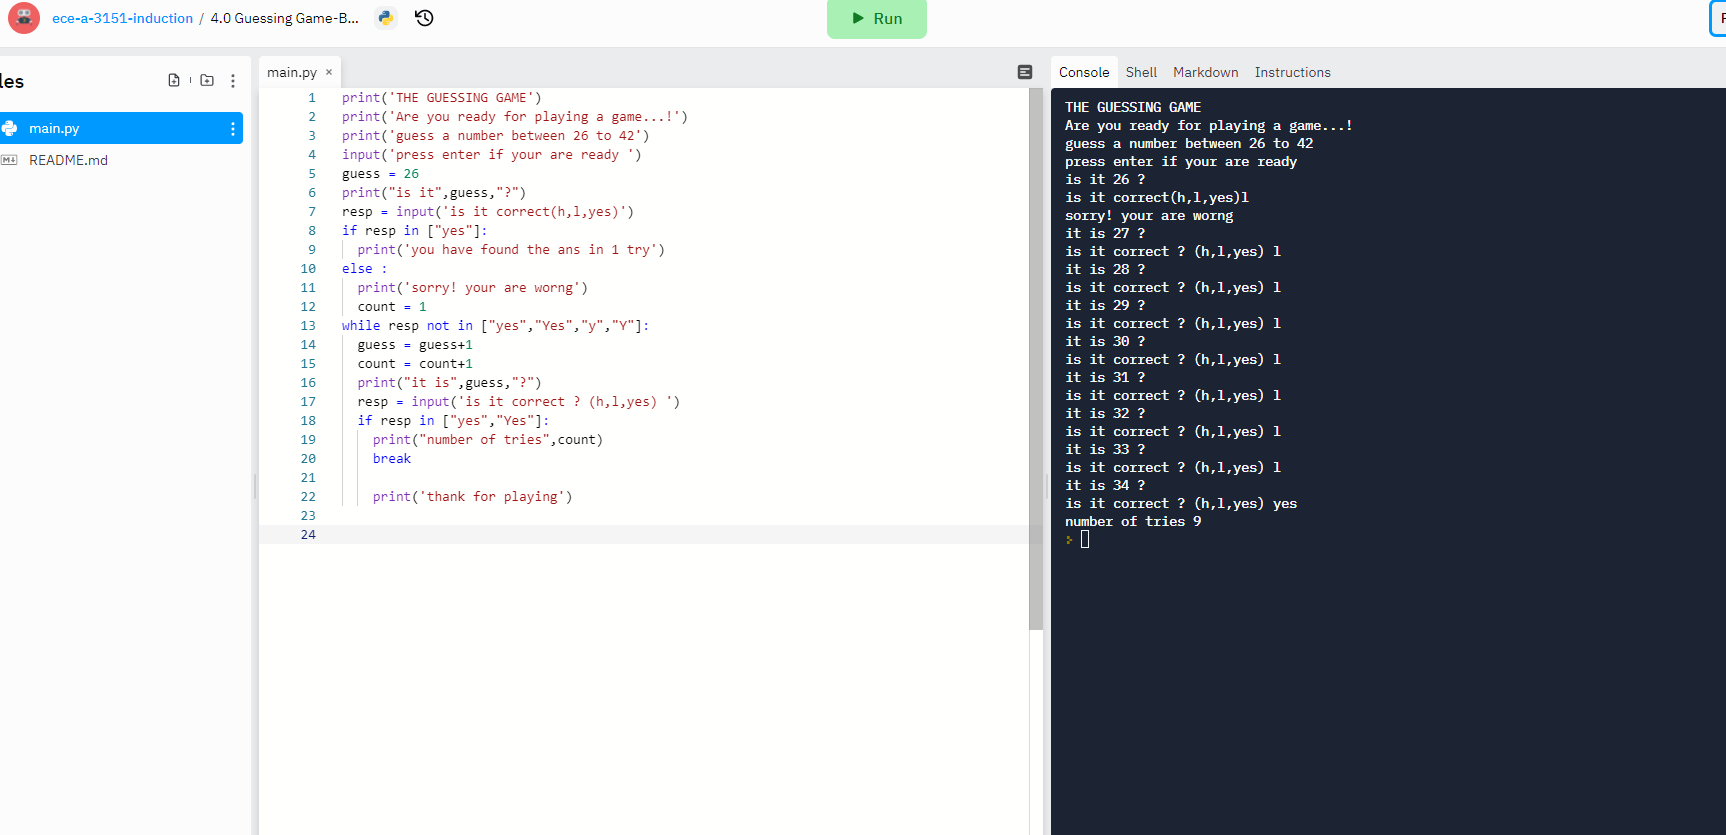 ece-a-3151-induction / 4.0 Guessing Game-B...
Run
les
main.py
README.md
main.py ×
1 print('THE GUESSING GAME')
2 print('Are you ready for playing a game...!')
3 print('guess a number between 26 to 42')
4 input('press enter if your are ready ')
5 guess = 26
6 print("is it",guess,"?")
7 resp = input('is it correct(h,l,yes)')
8 if resp in ["yes"]:
9   print('you have found the ans in 1 try')
10 else :
11   print('sorry! your are worng')
12   count = 1
13 while resp not in ["yes","Yes","y","Y"]:
14   guess = guess+1
15   count = count+1
16   print("it is",guess,"?")
17   resp = input('is it correct ? (h,l,yes) ')
18   if resp in ["yes","Yes"]:
19     print("number of tries",count)
20     break
21
22     print('thank for playing')
23
24
Console Shell Markdown Instructions
THE GUESSING GAME
Are you ready for playing a game...!
guess a number between 26 to 42
press enter if your are ready
is it 26 ?
is it correct(h,l,yes)l
sorry! your are worng
it is 27 ?
is it correct ? (h,l,yes) l
it is 28 ?
is it correct ? (h,l,yes) l
it is 29 ?
is it correct ? (h,l,yes) l
it is 30 ?
is it correct ? (h,l,yes) l
it is 31 ?
is it correct ? (h,l,yes) l
it is 32 ?
is it correct ? (h,l,yes) l
it is 33 ?
is it correct ? (h,l,yes) l
it is 34 ?
is it correct ? (h,l,yes) yes
number of tries 9